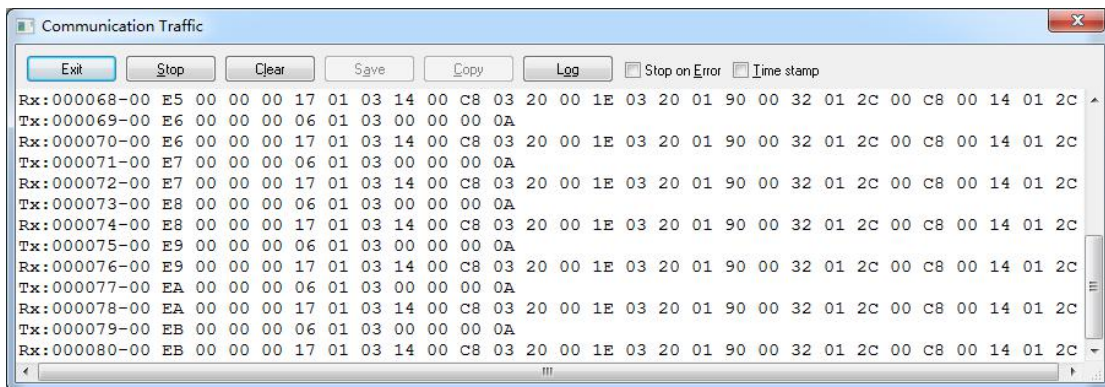 Communication Traffic
Exit Stop Clear Save Copy Log Stop on Error Time stamp
Rx:000068-00 E5 00 00 00 17 01 03 14 00 C8 03 20 00 1E 03 20 01 90 00 32 01 2C 00 C8 00 14 01 2C
Tx:000069-00 E6 00 00 00 06 01 03 00 00 00 0A
Rx:000070-00 E6 00 00 00 17 01 03 14 00 C8 03 20 00 1E 03 20 01 90 00 32 01 2C 00 C8 00 14 01 2C
Tx:000071-00 E7 00 00 00 06 01 03 00 00 00 0A
Rx:000072-00 E7 00 00 00 17 01 03 14 00 C8 03 20 00 1E 03 20 01 90 00 32 01 2C 00 C8 00 14 01 2C
Tx:000073-00 E8 00 00 00 06 01 03 00 00 00 0A
Rx:000074-00 E8 00 00 00 17 01 03 14 00 C8 03 20 00 1E 03 20 01 90 00 32 01 2C 00 C8 00 14 01 2C
Tx:000075-00 E9 00 00 00 06 01 03 00 00 00 0A
Rx:000076-00 E9 00 00 00 17 01 03 14 00 C8 03 20 00 1E 03 20 01 90 00 32 01 2C 00 C8 00 14 01 2C
Tx:000077-00 EA 00 00 00 06 01 03 00 00 00 0A
Rx:000078-00 EA 00 00 00 17 01 03 14 00 C8 03 20 00 1E 03 20 01 90 00 32 01 2C 00 C8 00 14 01 2C
Tx:000079-00 EB 00 00 00 06 01 03 00 00 00 0A
Rx:000080-00 EB 00 00 00 17 01 03 14 00 C8 03 20 00 1E 03 20 01 90 00 32 01 2C 00 C8 00 14 01 2C